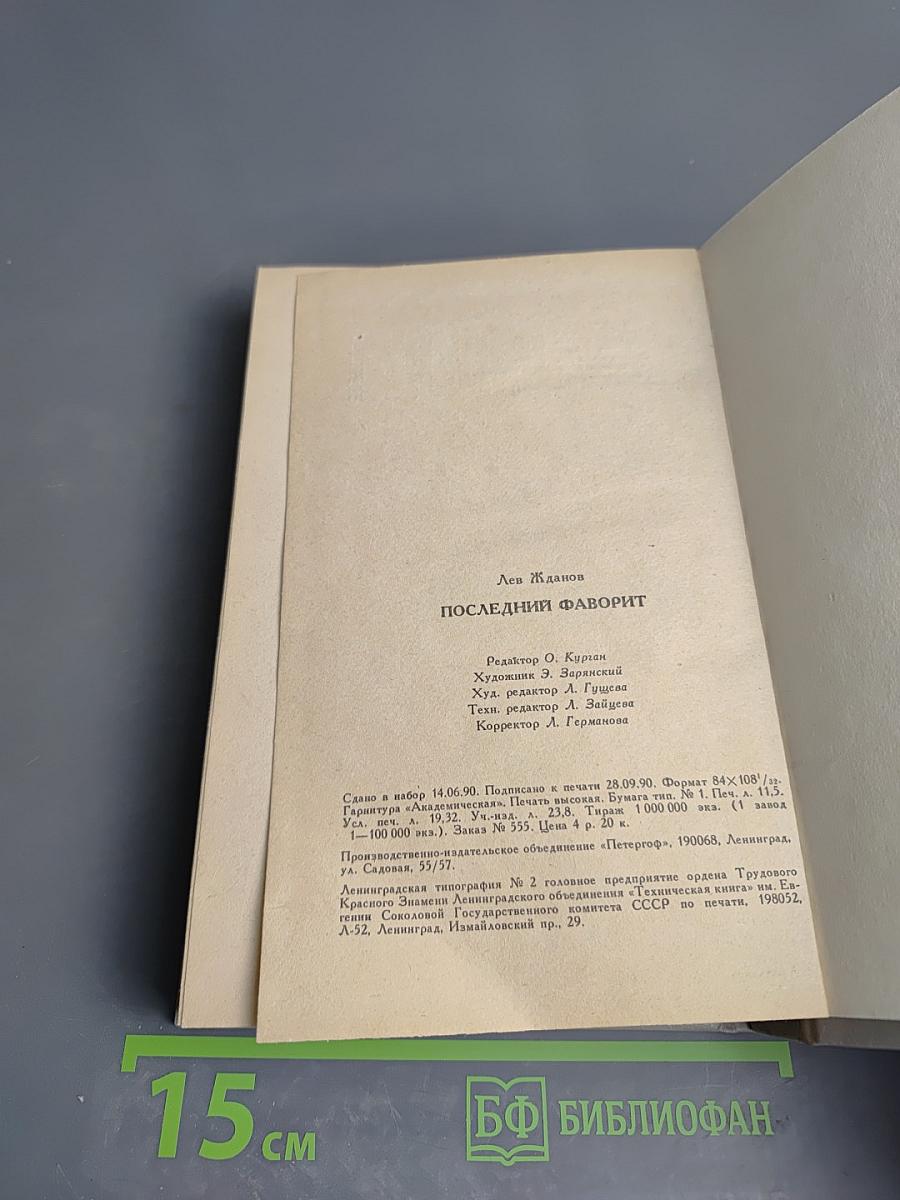 Лев Жданов
ПОСЛЕДНИЙ ФАВОРИТ
Редактор О. Курган
Художник Э. Зарянский
Худ. редактор Л. Гущева
Техн. редактор Л. Зайцева
Корректор Л. Германова
Сдано в набор 14.06.90. Подписано к печати 28.09.90. Формат 84×108¹/₃₂.
Гарнитура «Академическая». Печать высокая. Бумага тип. № 1. Печ. л. 11,5.
Усл. печ. л. 19,32. Уч.-изд. л. 23,8. Тираж 1 000 000 экз. (1 завод
1—100 000 экз.). Заказ № 555. Цена 4 р. 20 к.
Производственно-издательское объединение «Петергоф», 190068, Ленинград,
ул. Садовая, 55/57.
Ленинградская типография № 2 головное предприятие ордена Трудового
Красного Знамени Ленинградского объединения «Техническая книга» им. Ев-
гении Соколовой Государственного комитета СССР по печати, 198052,
Л-52, Ленинград, Измайловский пр., 29.
15 см
БФ БИБЛИОФАН